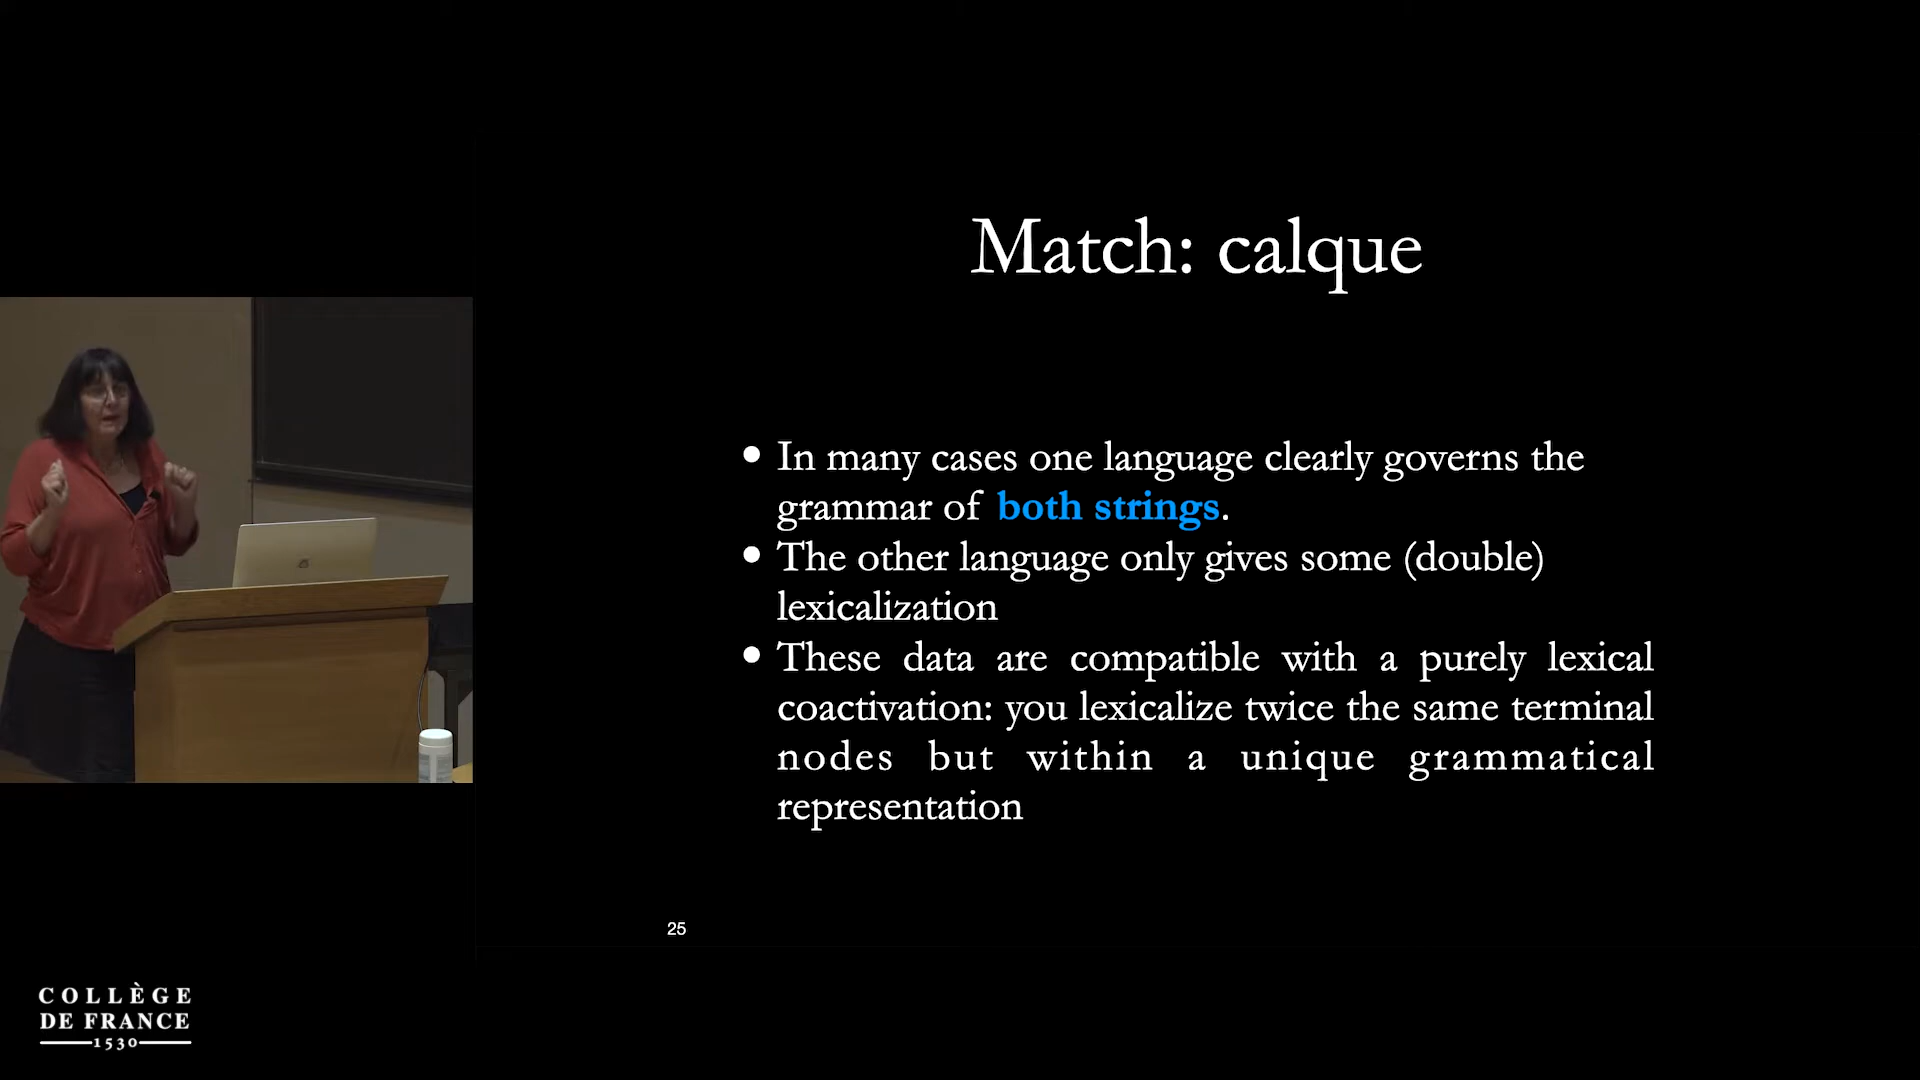 Match: calque
• In many cases one language clearly governs the
grammar of both strings.
• The other language only gives some (double)
lexicalization
• These data are compatible with a purely lexical
coactivation: you lexicalize twice the same terminal
nodes but within a unique grammatical
representation
25
COLLÈGE
DE FRANCE
1530